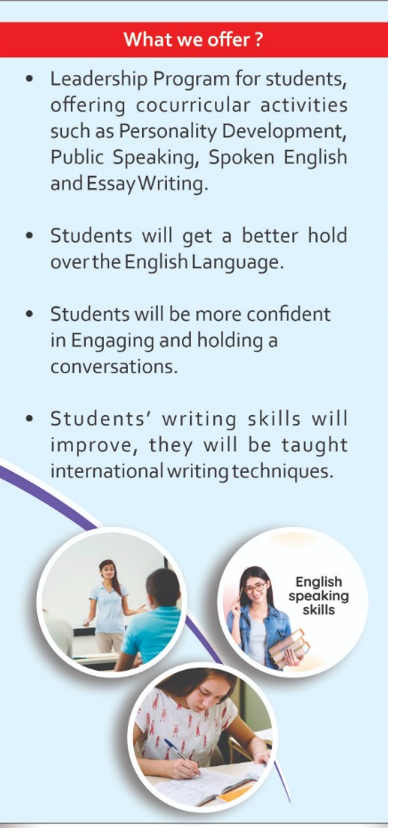 What we offer ?
• Leadership Program for students,
offering cocurricular activities
such as Personality Development,
Public Speaking, Spoken English
and Essay Writing.
• Students will get a better hold
over the English Language.
• Students will be more confident
in Engaging and holding a
conversations.
• Students' writing skills will
improve, they will be taught
international writing techniques.
English
speaking
skills